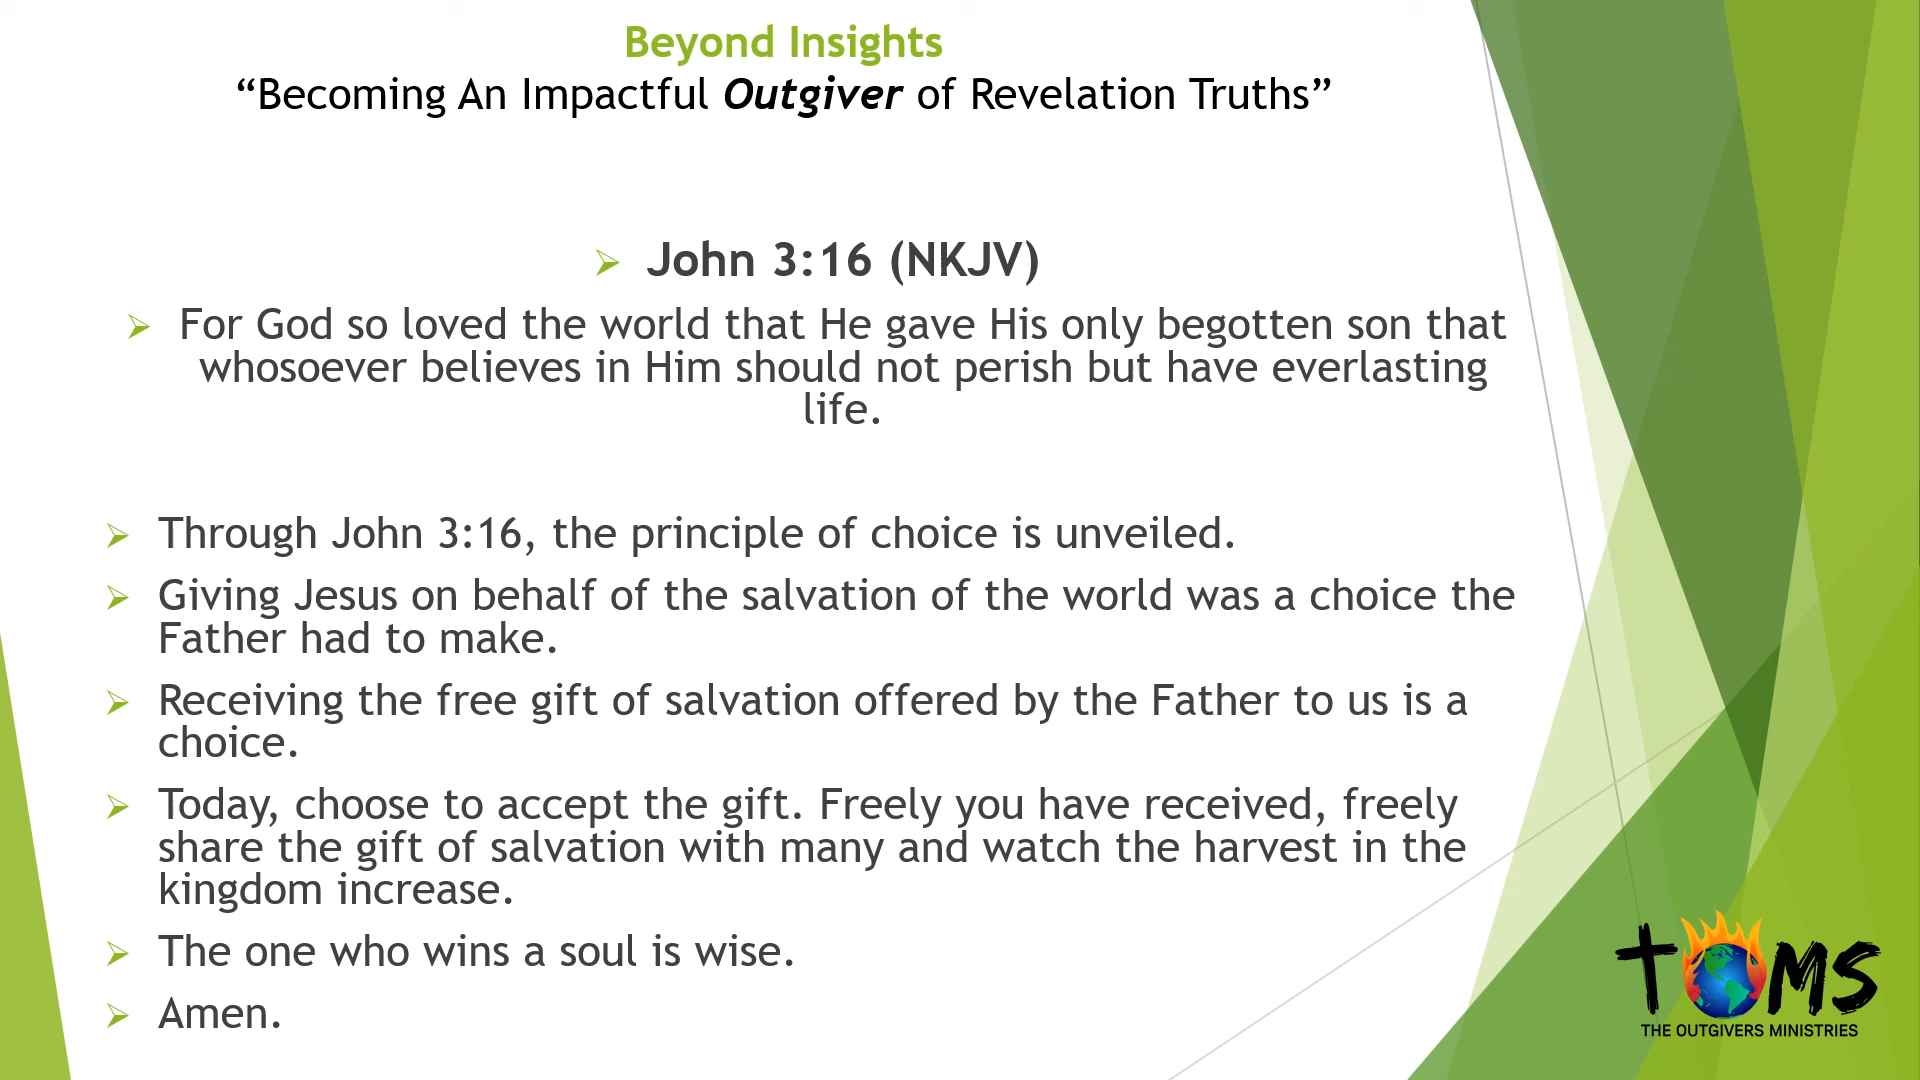 Beyond Insights
“Becoming An Impactful Outgiver of Revelation Truths”
John 3:16 (NKJV)
For God so loved the world that He gave His only begotten son that
whosoever believes in Him should not perish but have everlasting
life.
Through John 3:16, the principle of choice is unveiled.
Giving Jesus on behalf of the salvation of the world was a choice the
Father had to make.
Receiving the free gift of salvation offered by the Father to us is a
choice.
Today, choose to accept the gift. Freely you have received, freely
share the gift of salvation with many and watch the harvest in the
kingdom increase.
The one who wins a soul is wise.
Amen.
TOMS
THE OUTGIVERS MINISTRIES